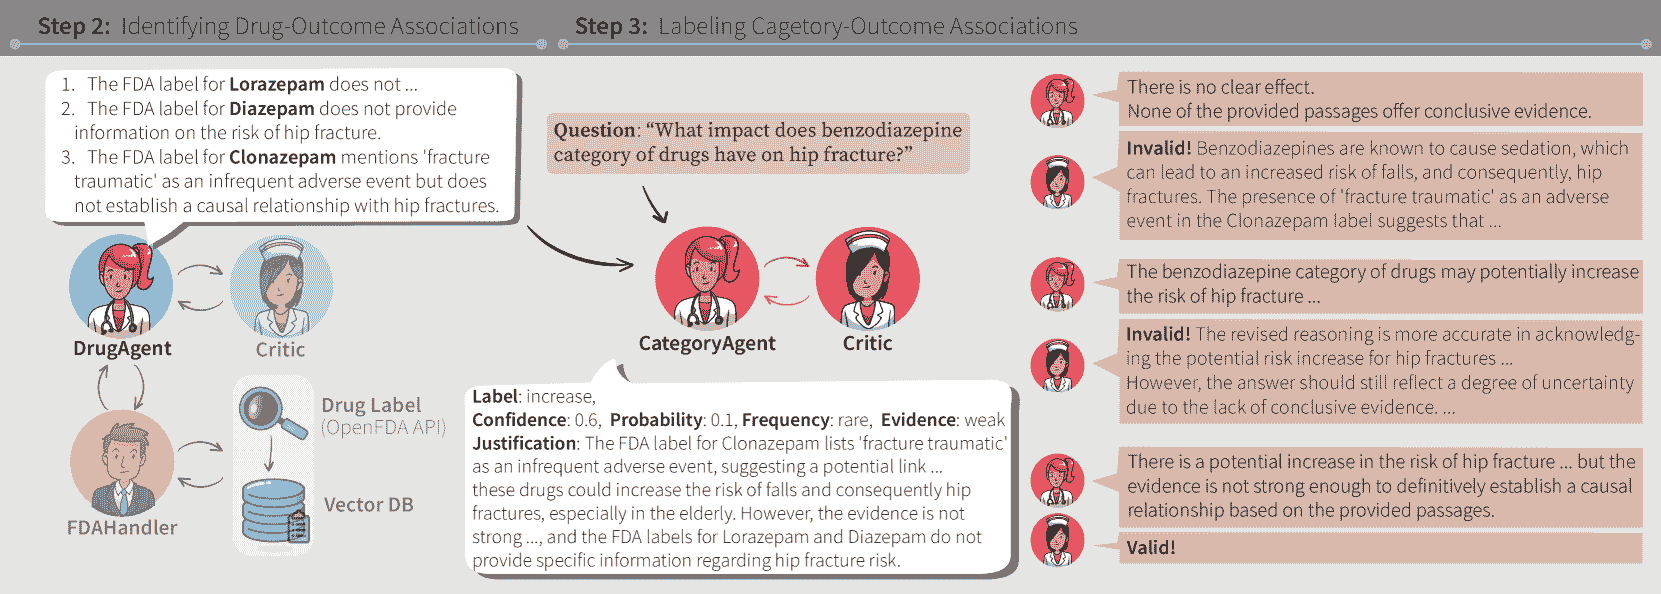 Step 2: Identifying Drug-Outcome Associations
Step 3: Labeling Cagetory-Outcome Associations
1. The FDA label for Lorazepam does not ...
2. The FDA label for Diazepam does not provide
information on the risk of hip fracture.
3. The FDA label for Clonazepam mentions 'fracture
traumatic' as an infrequent adverse event but does
not establish a causal relationship with hip fractures.
DrugAgent
Critic
FDAHandler
Drug Label
(OpenFDA API)
Vector DB
Question: “What impact does benzodiazepine
category of drugs have on hip fracture?”
CategoryAgent
Critic
Label: increase,
Confidence: 0.6, Probability: 0.1, Frequency: rare, Evidence: weak
Justification: The FDA label for Clonazepam lists 'fracture traumatic'
as an infrequent adverse event, suggesting a potential link ...
these drugs could increase the risk of falls and consequently hip
fractures, especially in the elderly. However, the evidence is not
strong ..., and the FDA labels for Lorazepam and Diazepam do not
provide specific information regarding hip fracture risk.
There is no clear effect.
None of the provided passages offer conclusive evidence.
Invalid! Benzodiazepines are known to cause sedation, which
can lead to an increased risk of falls, and consequently, hip
fractures. The presence of 'fracture traumatic' as an adverse
event in the Clonazepam label suggests that ...
The benzodiazepine category of drugs may potentially increase
the risk of hip fracture ...
Invalid! The revised reasoning is more accurate in acknowledg-
ing the potential risk increase for hip fractures ...
However, the answer should still reflect a degree of uncertainty
due to the lack of conclusive evidence. ...
There is a potential increase in the risk of hip fracture ... but the
evidence is not strong enough to definitively establish a causal
relationship based on the provided passages.
Valid!